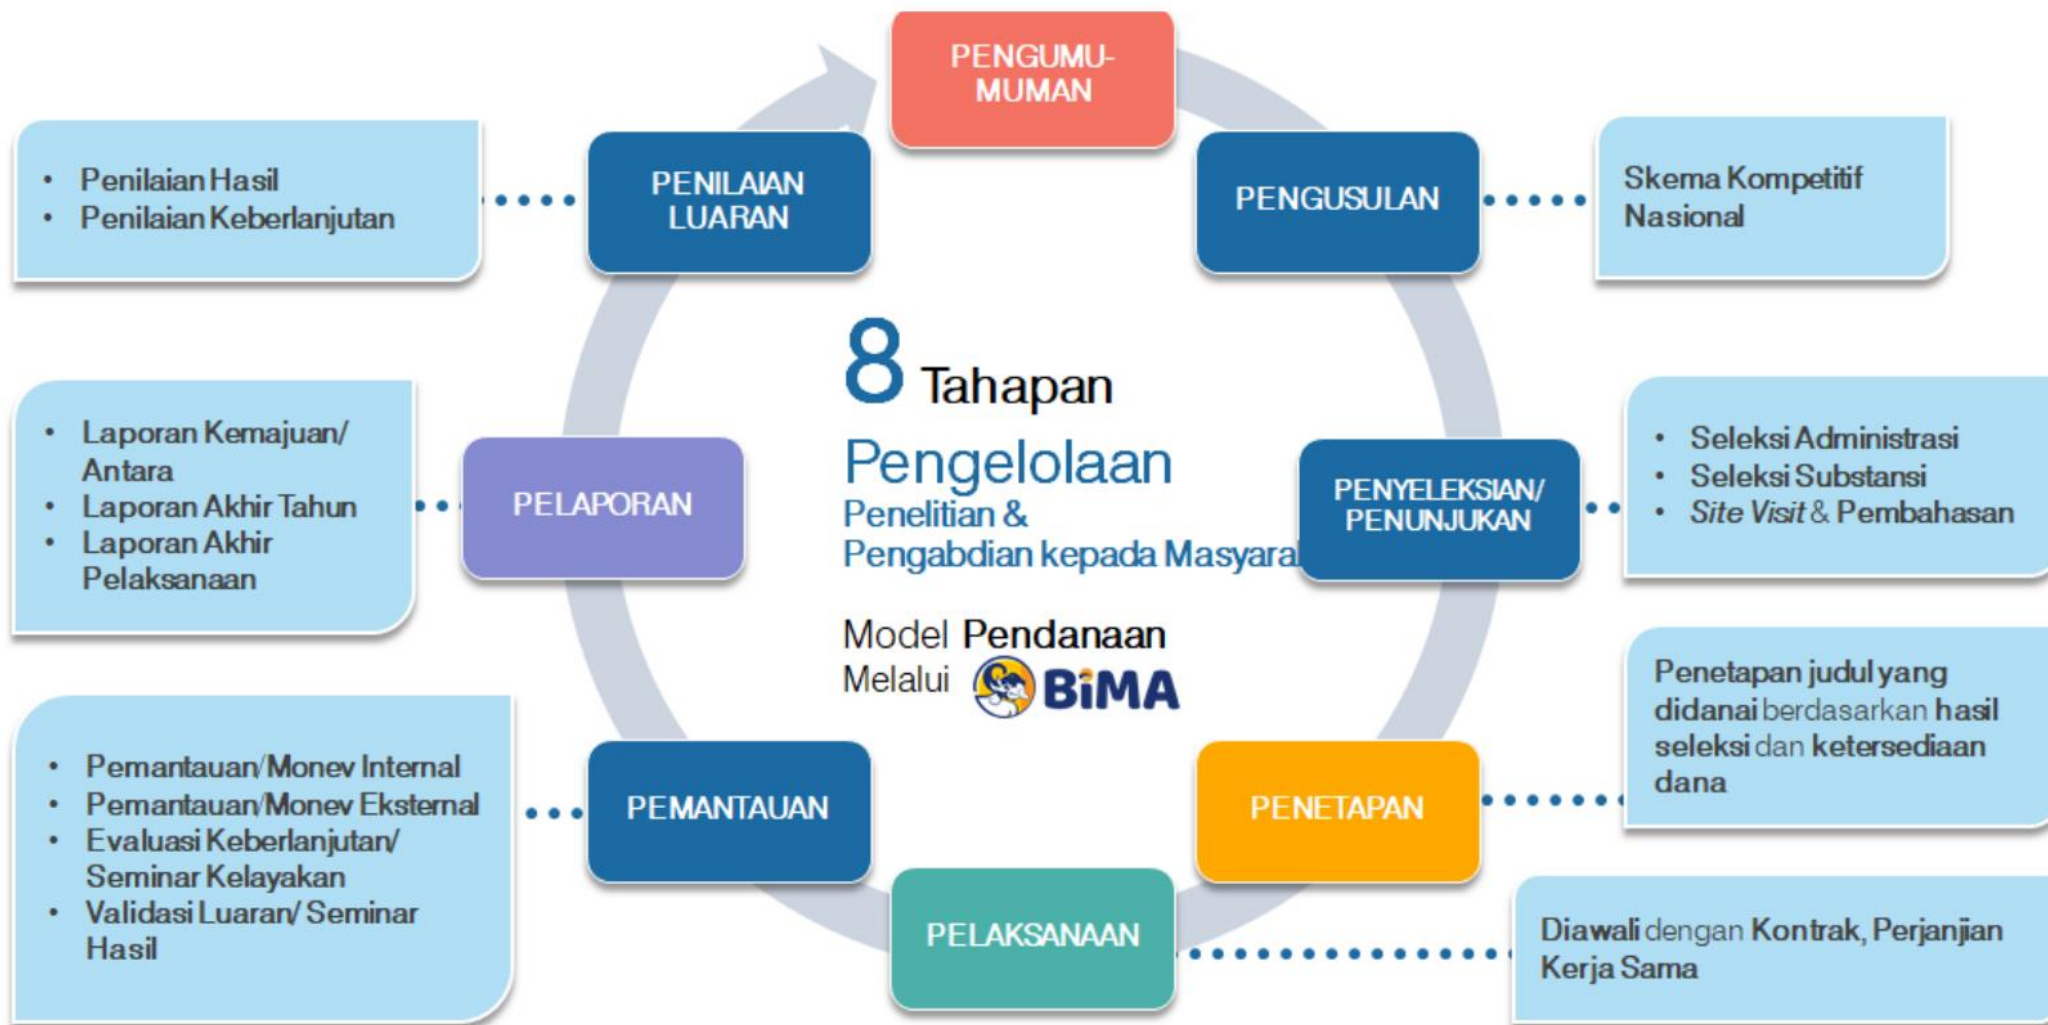 PENGUMU-
MUMAN
PENGUSULAN
Skema Kompetitif
Nasional
PENYELEKSIAN/
PENUNJUKAN
• Seleksi Administrasi
• Seleksi Substansi
• Site Visit & Pembahasan
PENETAPAN
Penetapan judul yang
didanai berdasarkan hasil
seleksi dan ketersediaan
dana
PELAKSANAAN
Diawali dengan Kontrak, Perjanjian
Kerja Sama
PEMANTAUAN
• Pemantauan/Monev Internal
• Pemantauan/Monev Eksternal
• Evaluasi Keberlanjutan/
Seminar Kelayakan
• Validasi Luaran/ Seminar
Hasil
PELAPORAN
• Laporan Kemajuan/
Antara
• Laporan Akhir Tahun
• Laporan Akhir
Pelaksanaan
PENILAIAN
LUARAN
• Penilaian Hasil
• Penilaian Keberlanjutan
8 Tahapan
Pengelolaan
Penelitian &
Pengabdian kepada
Model Pendanaan
Melalui BiMA